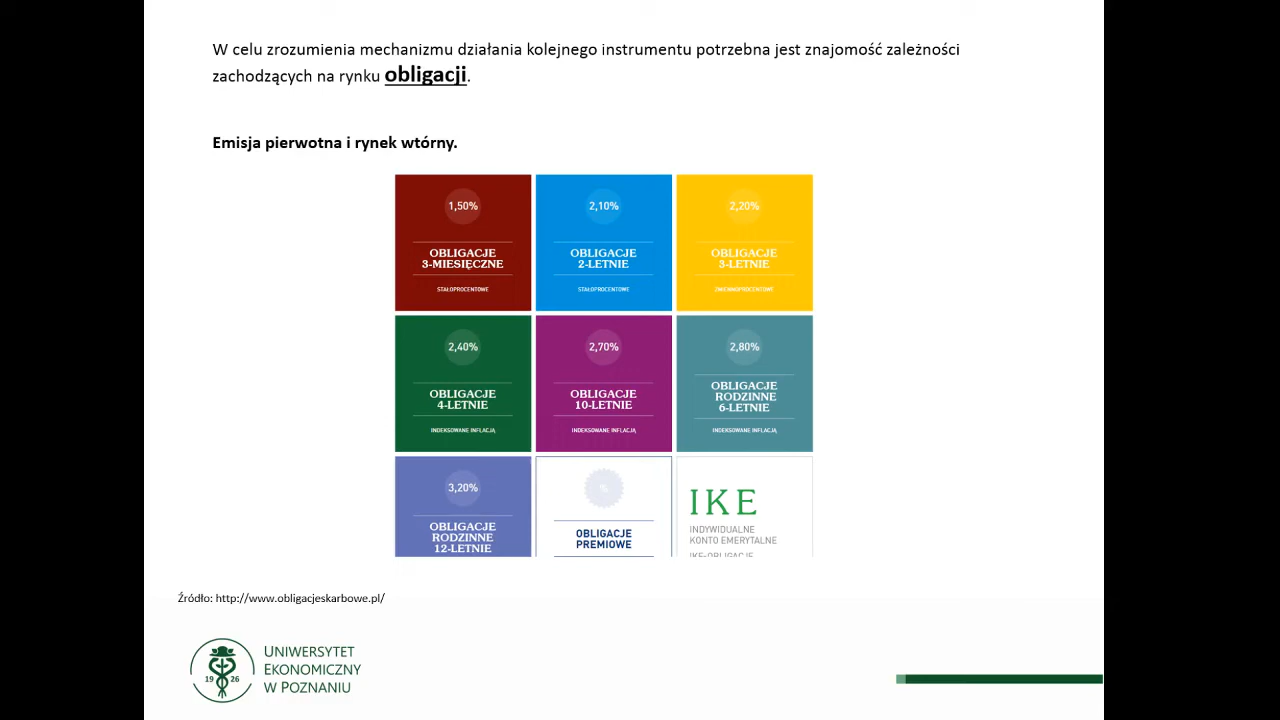 W celu zrozumienia mechanizmu działania kolejnego instrumentu potrzebna jest znajomość zależności
zachodzących na rynku obligacji.
Emisja pierwotna i rynek wtórny.
1,50%
OBLIGACJE
3-MIESIĘCZNE
STAŁOPROCENTOWE
2,10%
OBLIGACJE
2-LETNIE
STAŁOPROCENTOWE
2,20%
OBLIGACJE
3-LETNIE
ZMIENNOPROCENTOWE
2,40%
OBLIGACJE
4-LETNIE
INDEKSOWANE INFLACJĄ
2,70%
OBLIGACJE
10-LETNIE
INDEKSOWANE INFLACJĄ
2,80%
OBLIGACJE
RODZINNE
6-LETNIE
INDEKSOWANE INFLACJĄ
3,20%
OBLIGACJE
RODZINNE
12-LETNIE
%
OBLIGACJE
PREMIOWE
IKE
INDYWIDUALNE
KONTO EMERYTALNE
IKE-OBLIGACJE
Źródło: http://www.obligacjeskarbowe.pl/
19 26
UNIWERSYTET
EKONOMICZNY
W POZNANIU